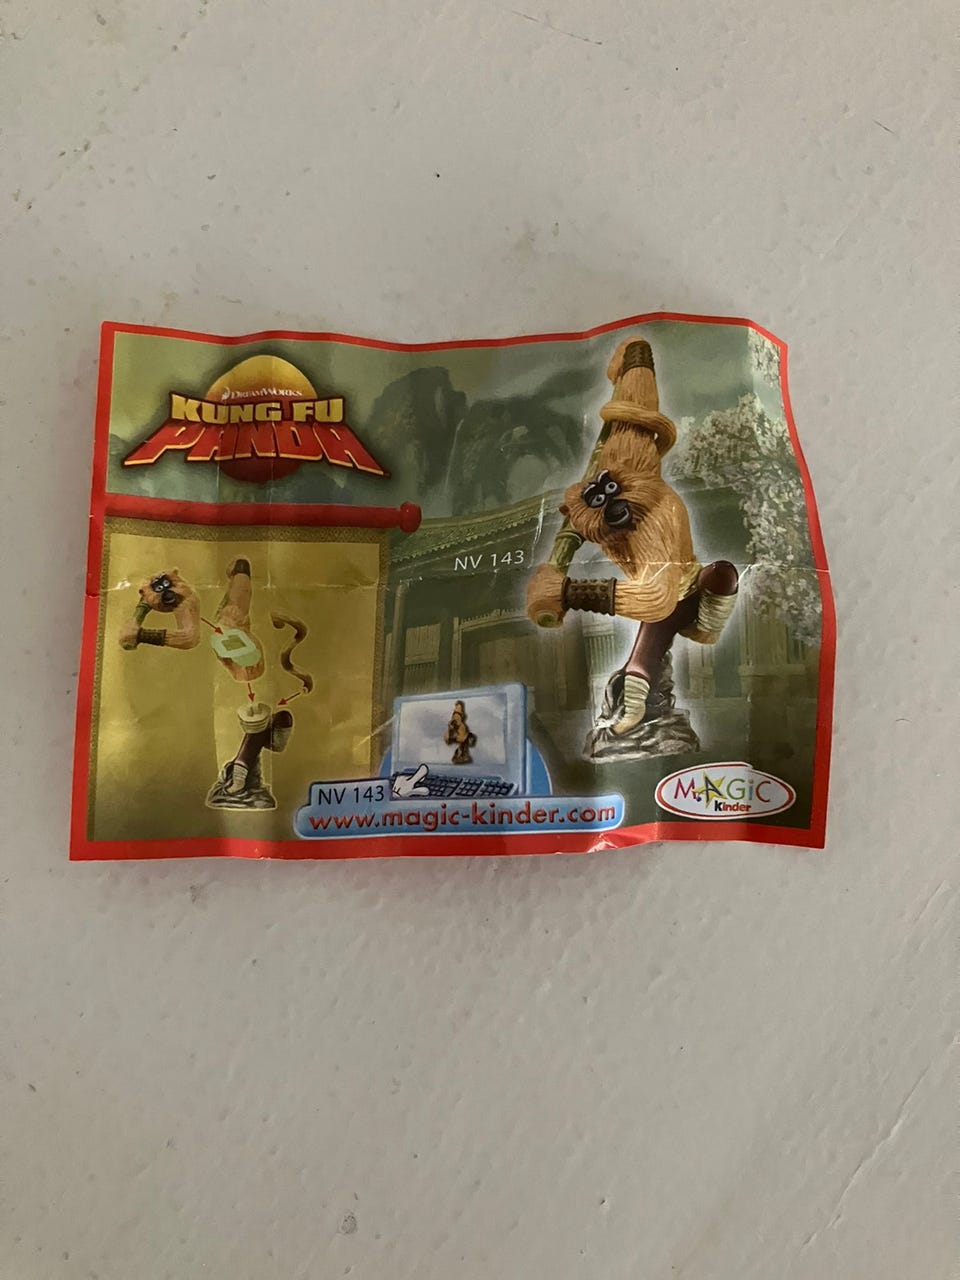 DREAMWORKS
KUNG FU
PANDA
NV 143
NV 143
www.magic-kinder.com
MAGiC
Kinder